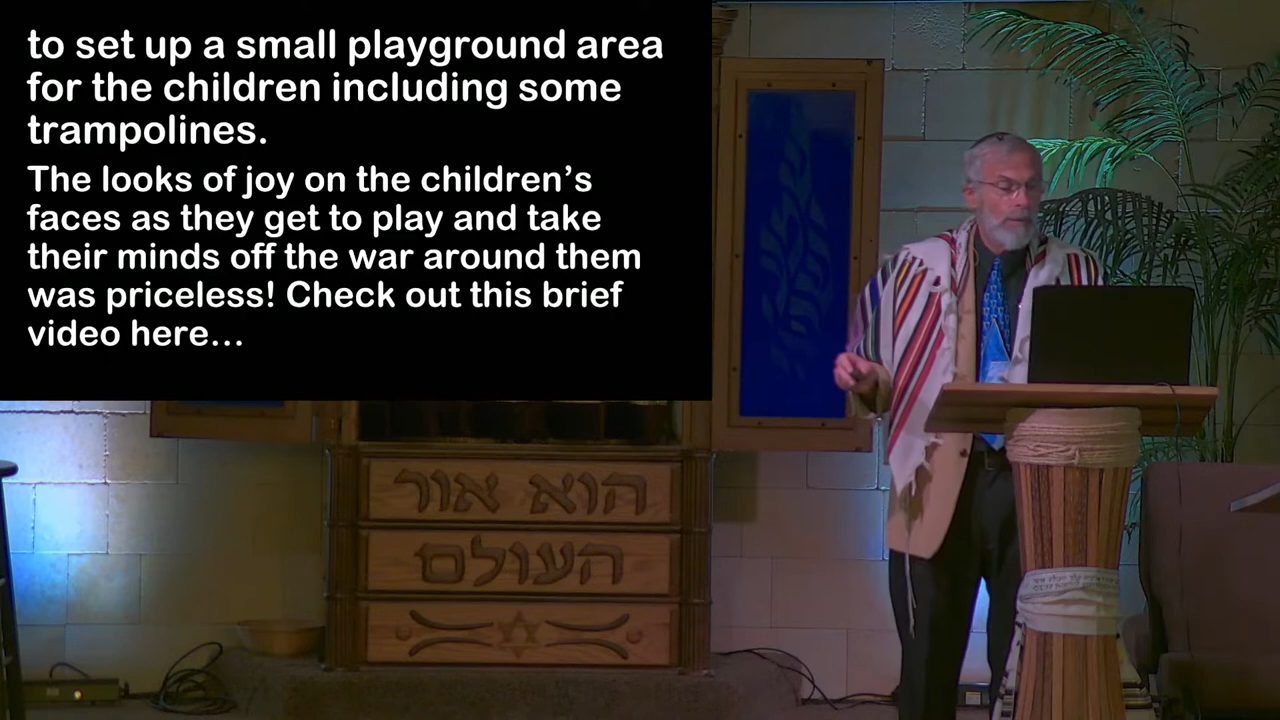 to set up a small playground area
for the children including some
trampolines.
The looks of joy on the children’s
faces as they get to play and take
their minds off the war around them
was priceless! Check out this brief
video here…
הוא אור
העולם